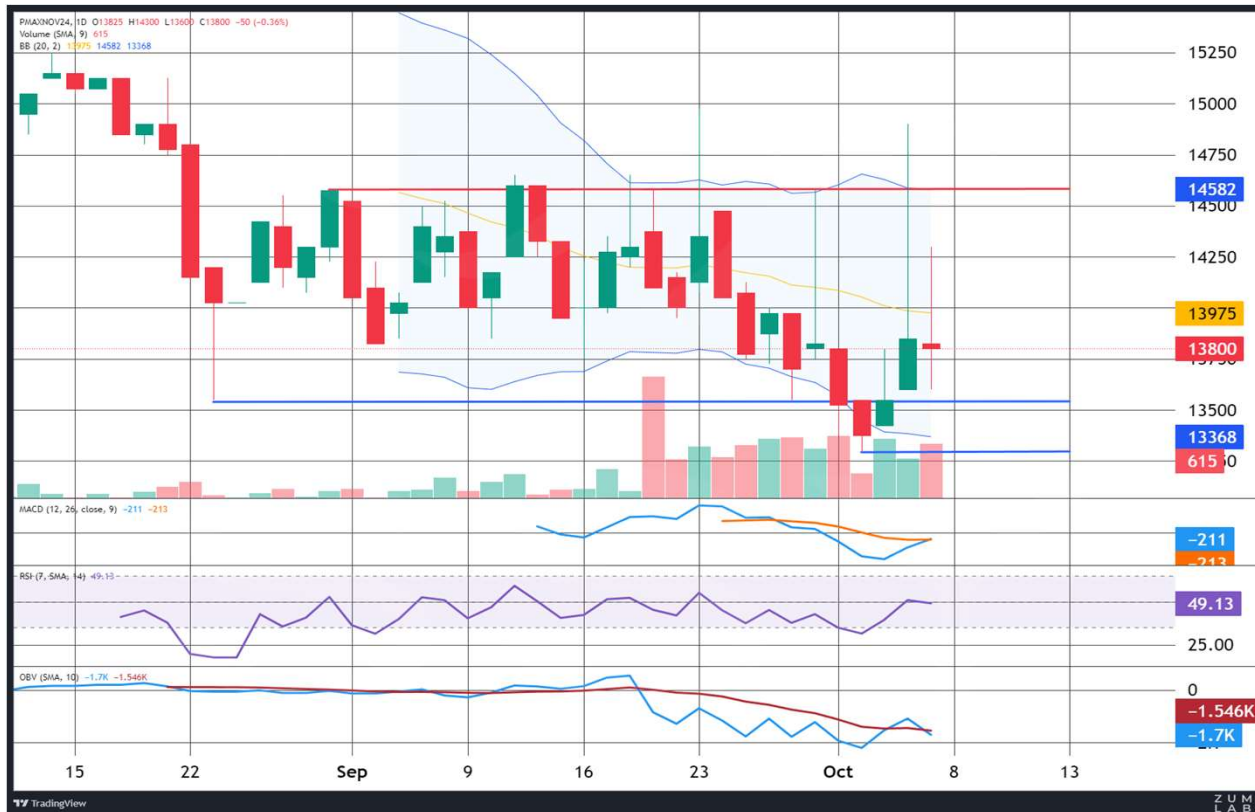 PMAXNOV24, 1D O13825 H14300 L13600 C13800 −50 (−0.36%)
Volume (SMA, 9) 615
BB (20, 2) 13975 14582 13368
15250
15000
14750
14582
14500
14250
13975
13800
13500
13368
615
MACD (12, 26, close, 9) −211 −213
−211
−213
RSI (7, SMA, 14) 49.13
49.13
25.00
OBV (SMA, 10) −1.7K −1.546K
0
−1.546K
−1.7K
15 22 Sep 9 16 23 Oct 8 13
TradingView
ZUM
LAB